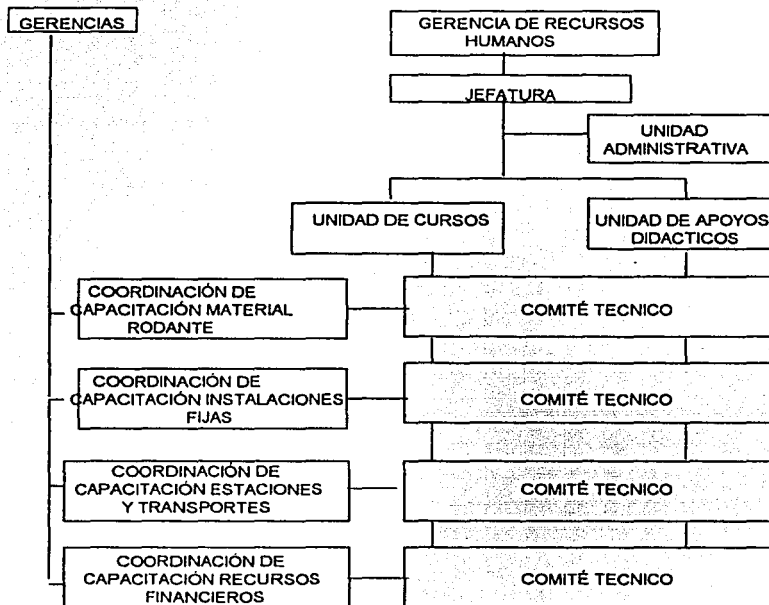 GERENCIAS
GERENCIA DE RECURSOS
HUMANOS
JEFATURA
UNIDAD
ADMINISTRATIVA
UNIDAD DE CURSOS
UNIDAD DE APOYOS
DIDACTICOS
COORDINACIÓN DE
CAPACITACIÓN MATERIAL
RODANTE
COMITÉ TECNICO
COORDINACIÓN DE
CAPACITACIÓN INSTALACIONES
FIJAS
COMITÉ TECNICO
COORDINACIÓN DE
CAPACITACIÓN ESTACIONES
Y TRANSPORTES
COMITÉ TECNICO
COORDINACIÓN DE
CAPACITACIÓN RECURSOS
FINANCIEROS
COMITÉ TECNICO